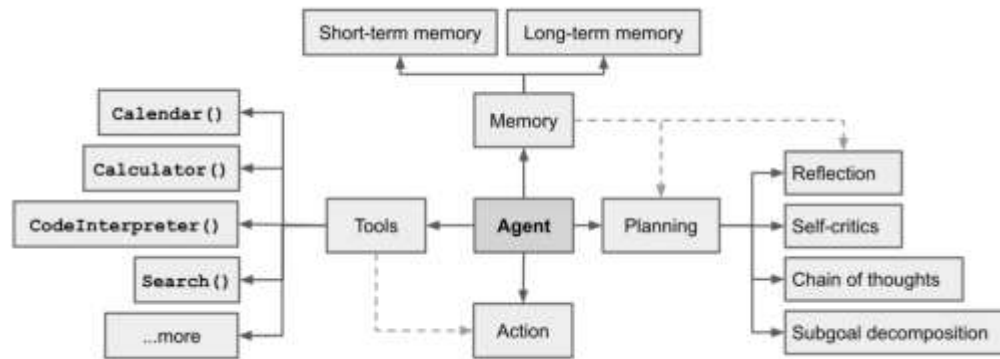 Short-term memory
Long-term memory
Calendar()
Memory
Calculator()
Reflection
CodeInterpreter()
Tools
Agent
Planning
Self-critics
Search()
Chain of thoughts
...more
Action
Subgoal decomposition